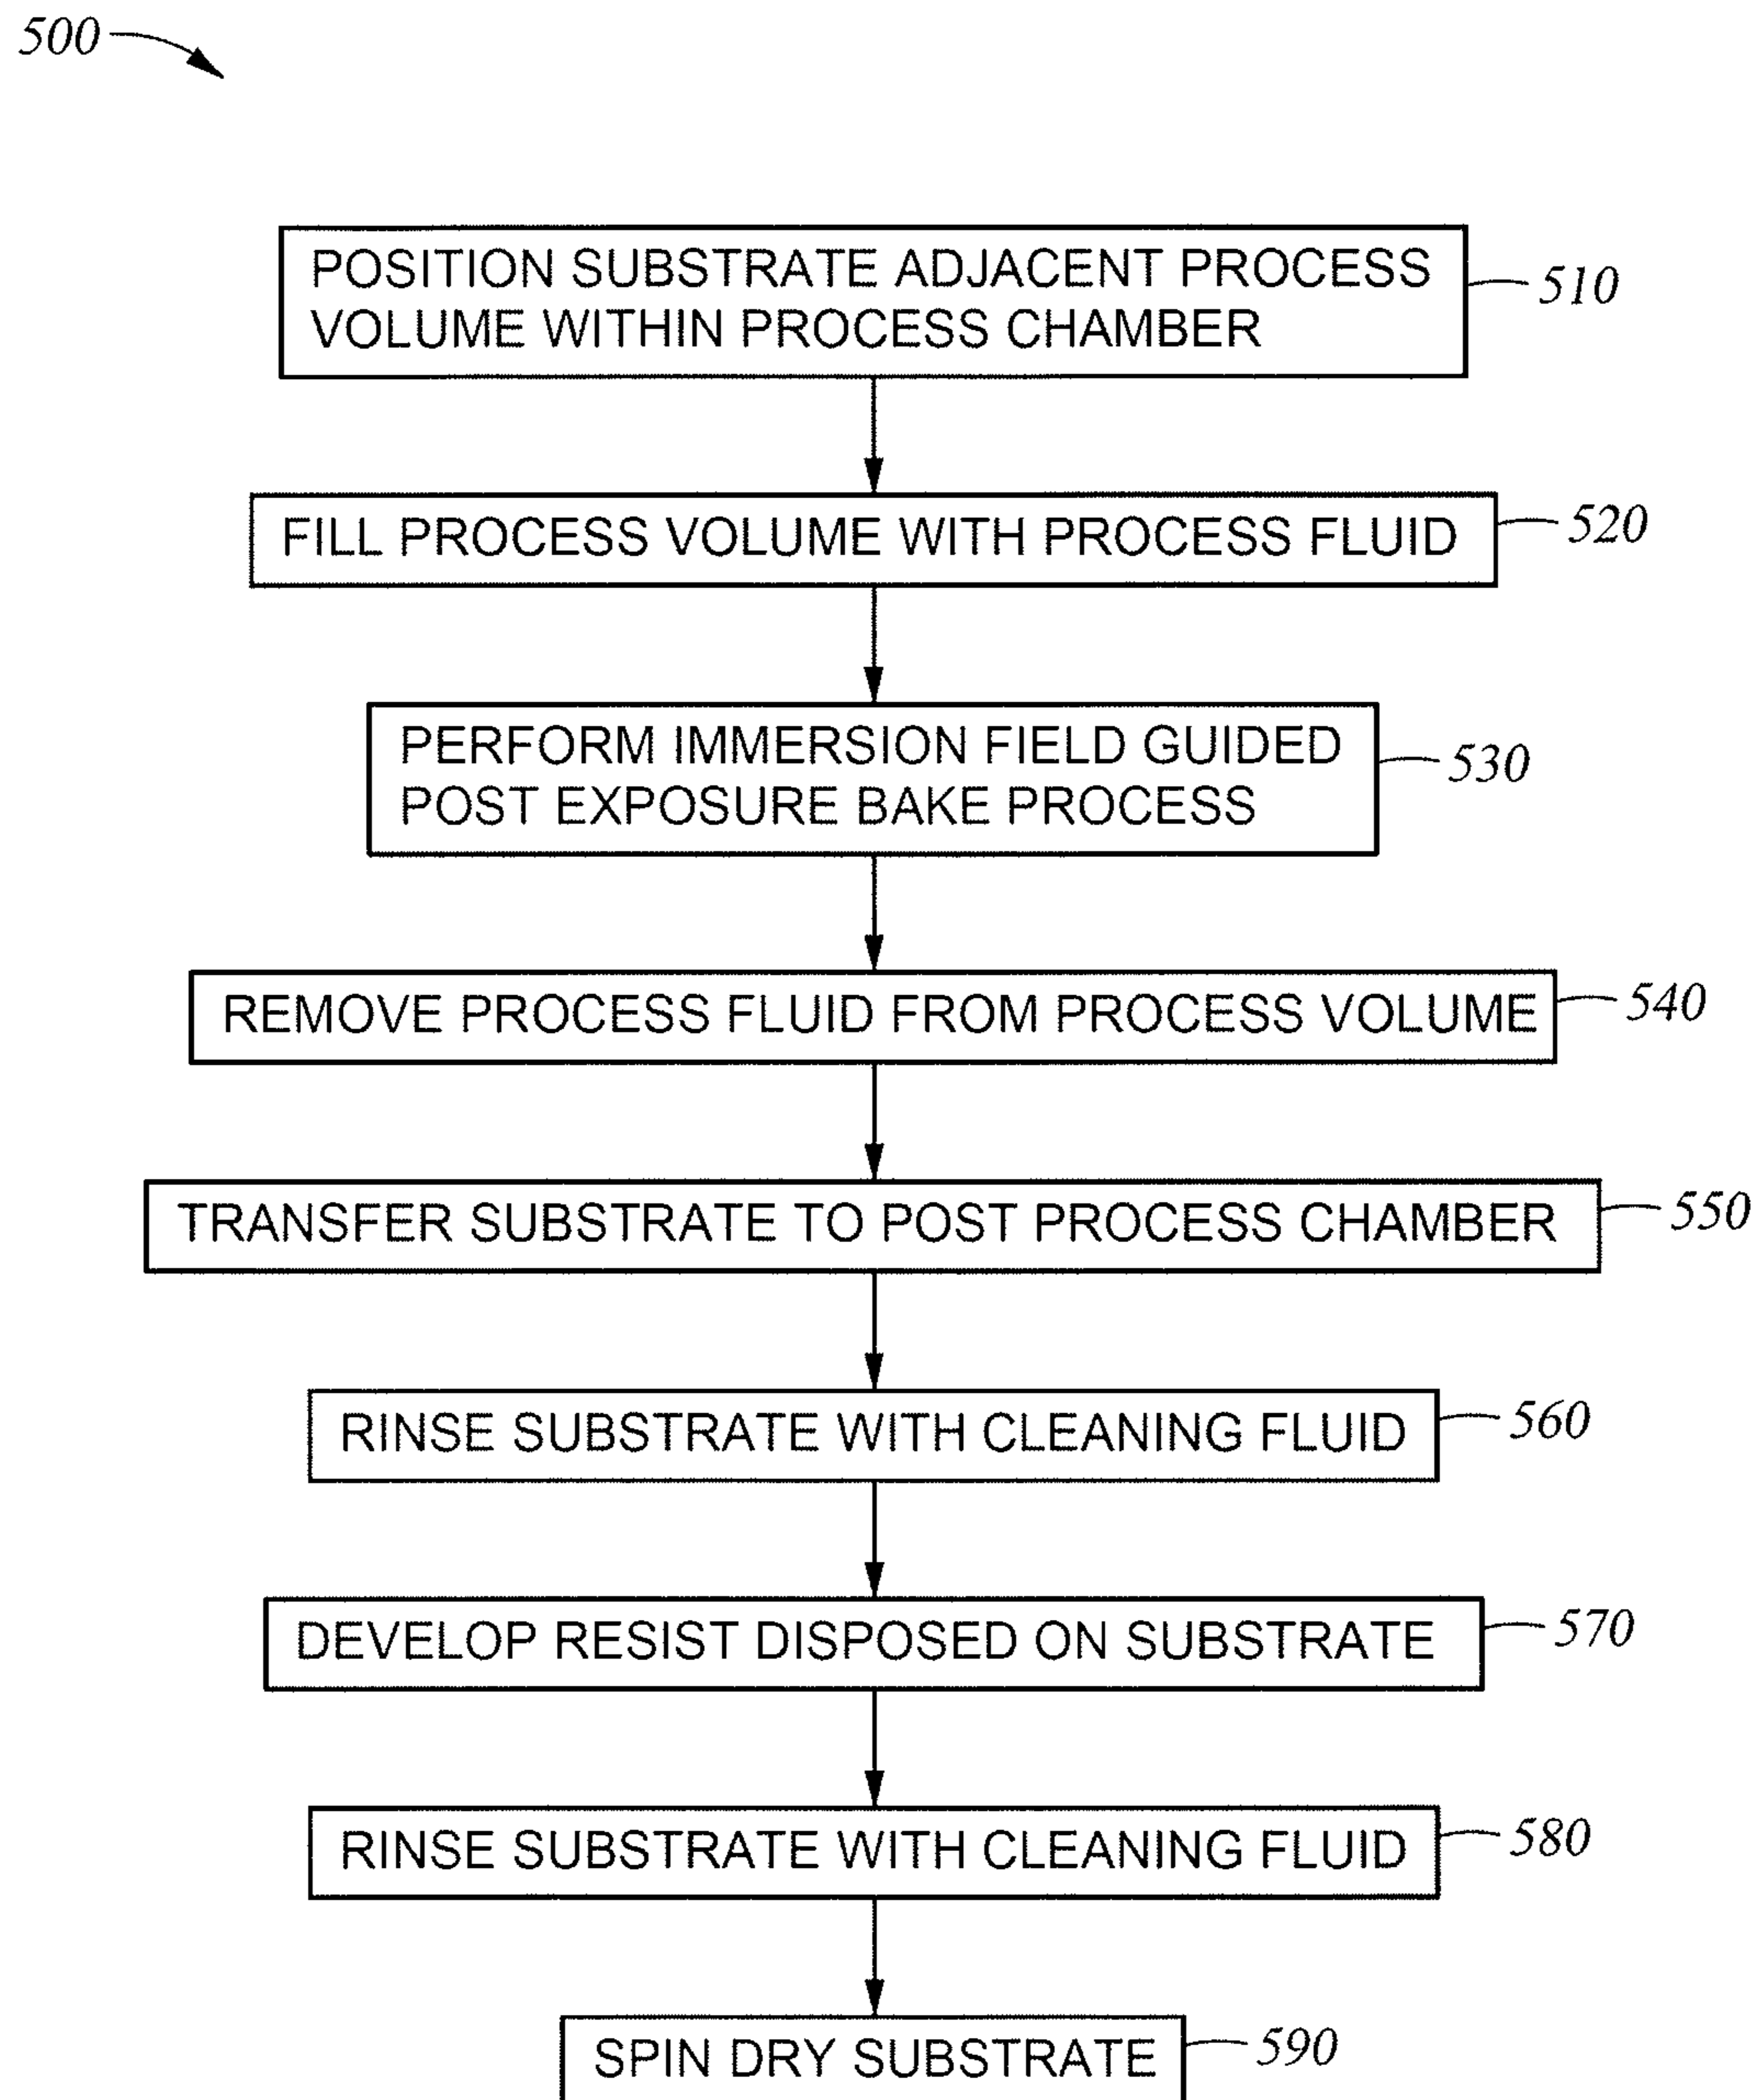 500
POSITION SUBSTRATE ADJACENT PROCESS
VOLUME WITHIN PROCESS CHAMBER
510
FILL PROCESS VOLUME WITH PROCESS FLUID
520
PERFORM IMMERSION FIELD GUIDED
POST EXPOSURE BAKE PROCESS
530
REMOVE PROCESS FLUID FROM PROCESS VOLUME
540
TRANSFER SUBSTRATE TO POST PROCESS CHAMBER
550
RINSE SUBSTRATE WITH CLEANING FLUID
560
DEVELOP RESIST DISPOSED ON SUBSTRATE
570
RINSE SUBSTRATE WITH CLEANING FLUID
580
SPIN DRY SUBSTRATE
590